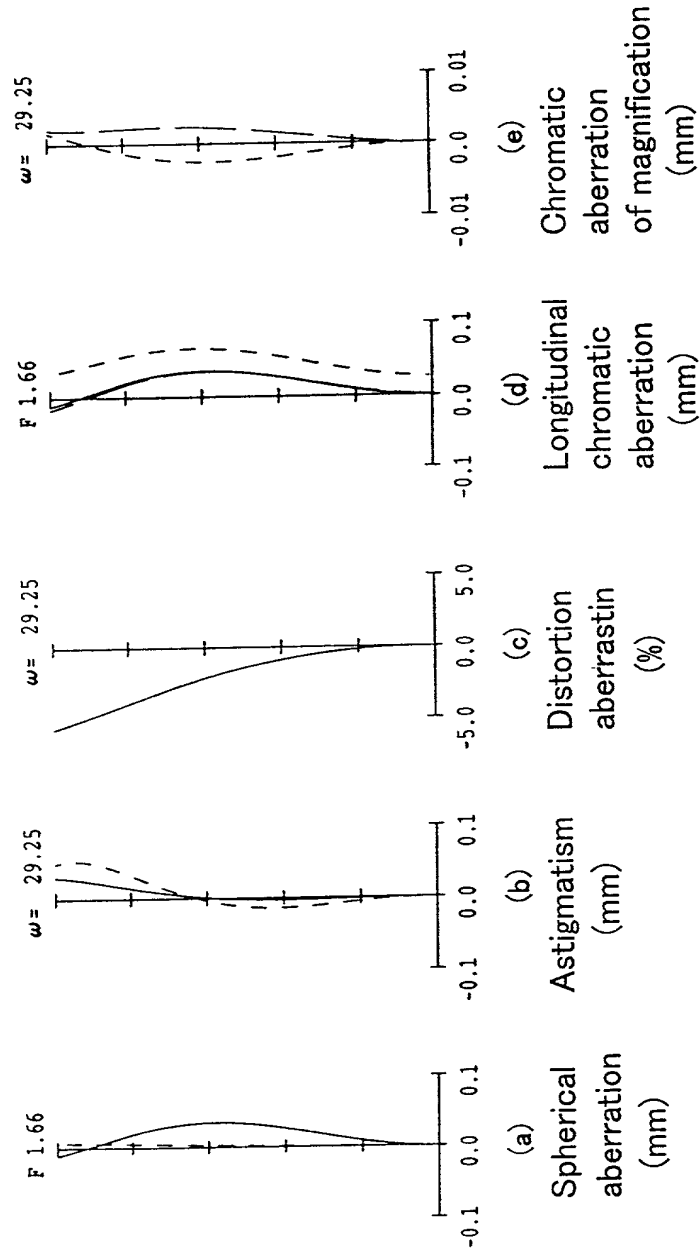 F 1.66
-0.1 0.0 0.1
(a)
Spherical
aberration
(mm)
ω= 29.25
-0.1 0.0 0.1
(b)
Astigmatism
(mm)
ω= 29.25
-5.0 0.0 5.0
(c)
Distortion
aberrastin
(%)
F 1.66
-0.1 0.0 0.1
(d)
Longitudinal
chromatic
aberration
(mm)
ω= 29.25
-0.01 0.0 0.01
(e)
Chromatic
aberration
of magnification
(mm)